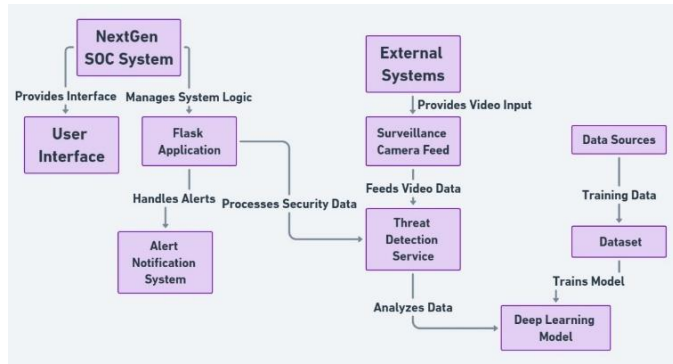 NextGen
SOC System
External
Systems
Provides Interface
Manages System Logic
Provides Video Input
User
Interface
Flask
Application
Surveillance
Camera Feed
Data Sources
Handles Alerts
Processes Security Data
Feeds Video Data
Training Data
Alert
Notification
System
Threat
Detection
Service
Dataset
Analyzes Data
Trains Model
Deep Learning
Model